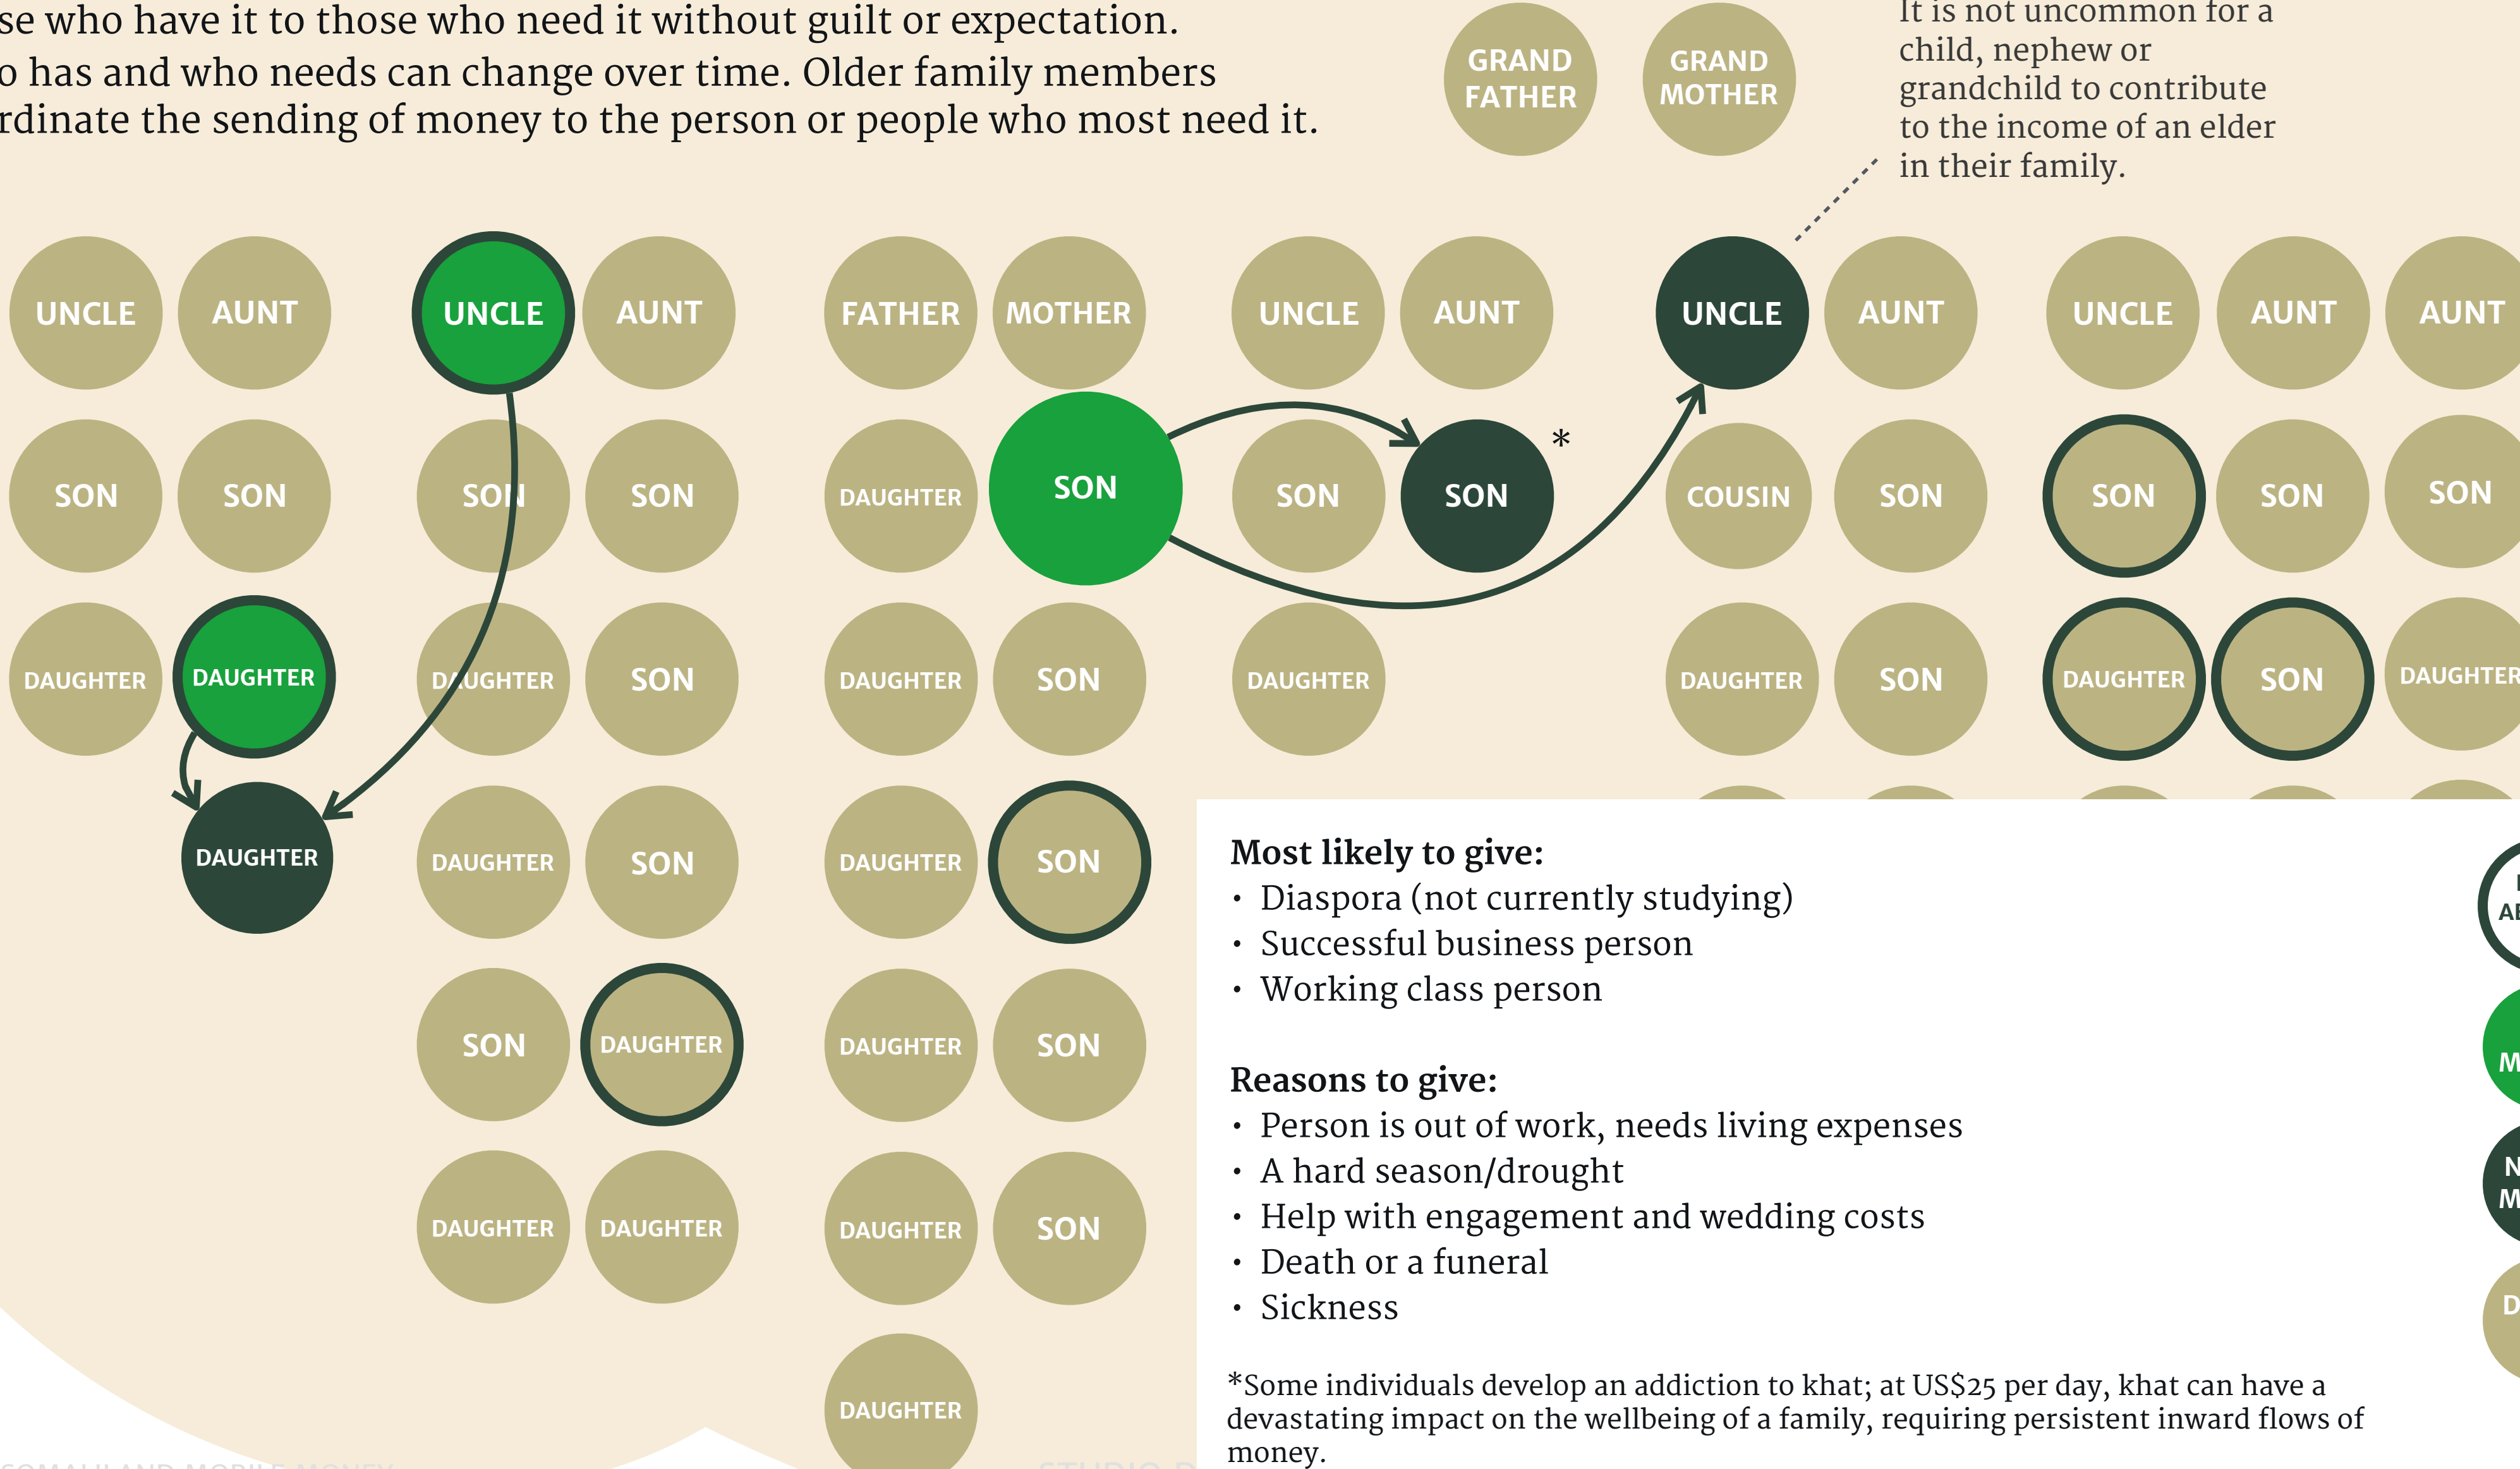 se who have it to those who need it without guilt or expectation.
o has and who needs can change over time. Older family members
rdinate the sending of money to the person or people who most need it.
GRAND
FATHER
GRAND
MOTHER
It is not uncommon for a
child, nephew or
grandchild to contribute
to the income of an elder
in their family.
UNCLE AUNT UNCLE AUNT FATHER MOTHER UNCLE AUNT UNCLE AUNT UNCLE AUNT AUNT
SON SON SON SON DAUGHTER SON SON SON * COUSIN SON SON SON SON
DAUGHTER DAUGHTER DAUGHTER SON DAUGHTER SON DAUGHTER DAUGHTER SON DAUGHTER SON DAUGHTER
DAUGHTER DAUGHTER SON DAUGHTER SON
SON DAUGHTER DAUGHTER SON
DAUGHTER DAUGHTER DAUGHTER SON
DAUGHTER
Most likely to give:
• Diaspora (not currently studying)
• Successful business person
• Working class person
Reasons to give:
• Person is out of work, needs living expenses
• A hard season/drought
• Help with engagement and wedding costs
• Death or a funeral
• Sickness
*Some individuals develop an addiction to khat; at US$25 per day, khat can have a
devastating impact on the wellbeing of a family, requiring persistent inward flows of
money.
AB
M
N
M
D
SOMALILAND MOBILE MONEY
STUDIO D